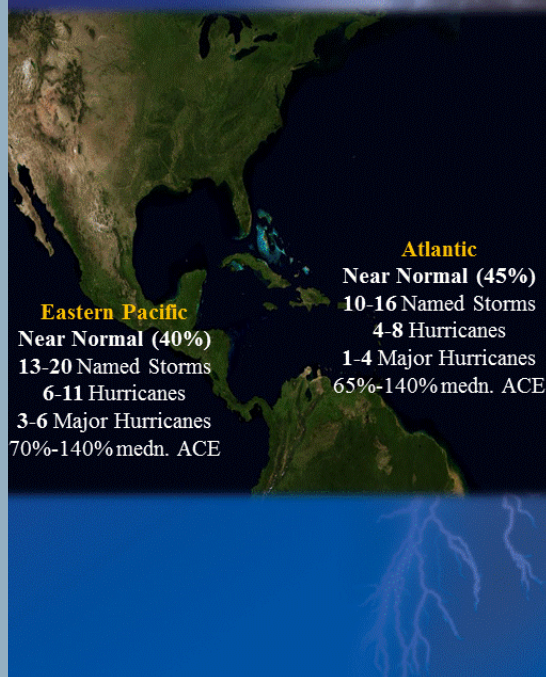 Atlantic
Near Normal (45%)
10-16 Named Storms
4-8 Hurricanes
1-4 Major Hurricanes
65%-140% medn. ACE
Eastern Pacific
Near Normal (40%)
13-20 Named Storms
6-11 Hurricanes
3-6 Major Hurricanes
70%-140% medn. ACE